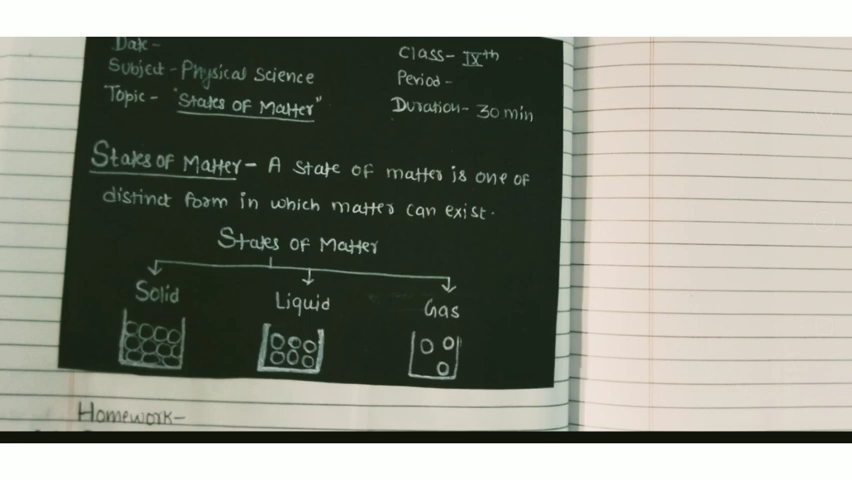 Date -
Class - IXth
Subject - Physical Science
Period -
Topic - "States of Matter"
Duration - 30 min
States of Matter - A state of matter is one of
distinct form in which matter can exist.
States of Matter
Solid
Liquid
Gas
Homework -